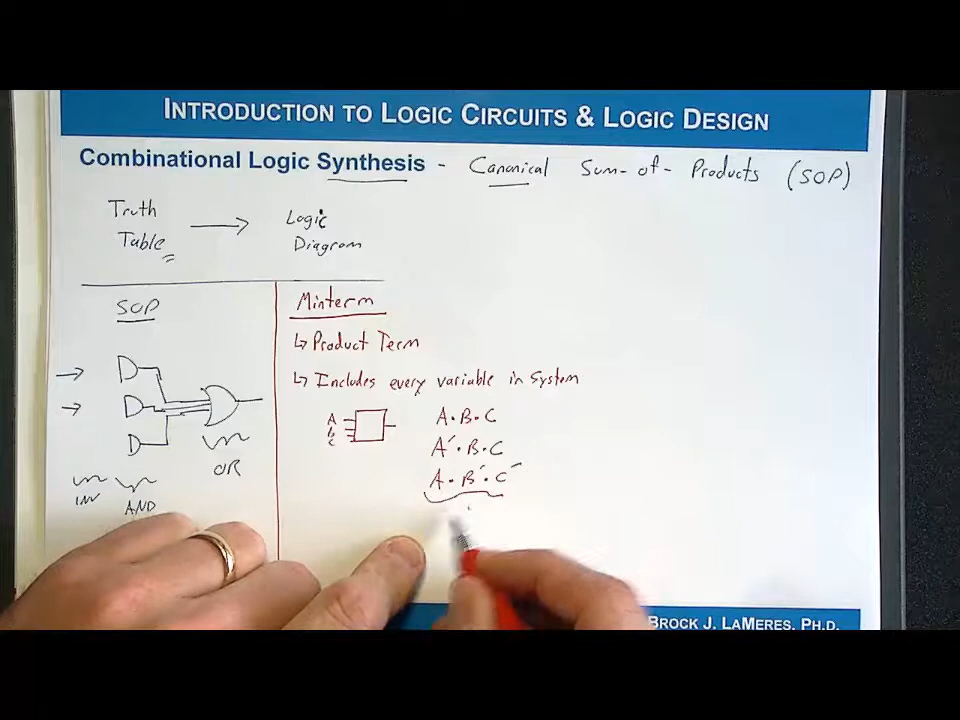 INTRODUCTION TO LOGIC CIRCUITS & LOGIC DESIGN
Combinational Logic Synthesis - Canonical Sum-of-Products (SOP)
Truth
Table
Logic
Diagram
SOP
OR
INV
AND
Minterm
↳ Product Term
↳ Includes every variable in System
A
B
C
A·B·C
A′·B·C
A·B′·C′
BROCK J. LAMERES, PH.D.